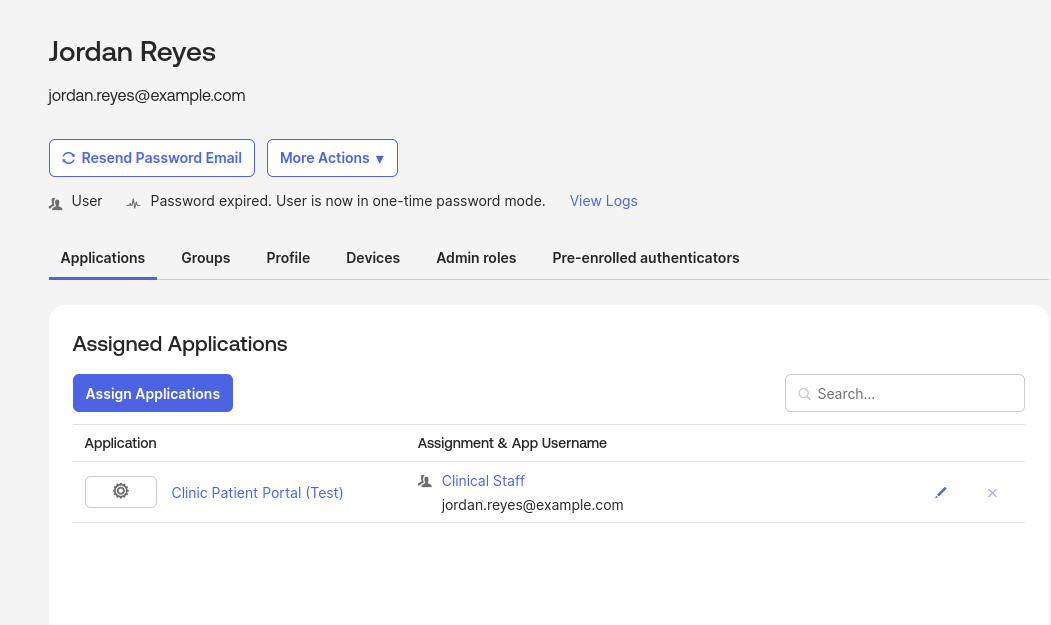 Jordan Reyes
jordan.reyes@example.com
Resend Password Email More Actions ▼
User Password expired. User is now in one-time password mode. View Logs
Applications Groups Profile Devices Admin roles Pre-enrolled authenticators
Assigned Applications
Assign Applications Search...
Application Assignment & App Username
Clinic Patient Portal (Test) Clinical Staff
jordan.reyes@example.com